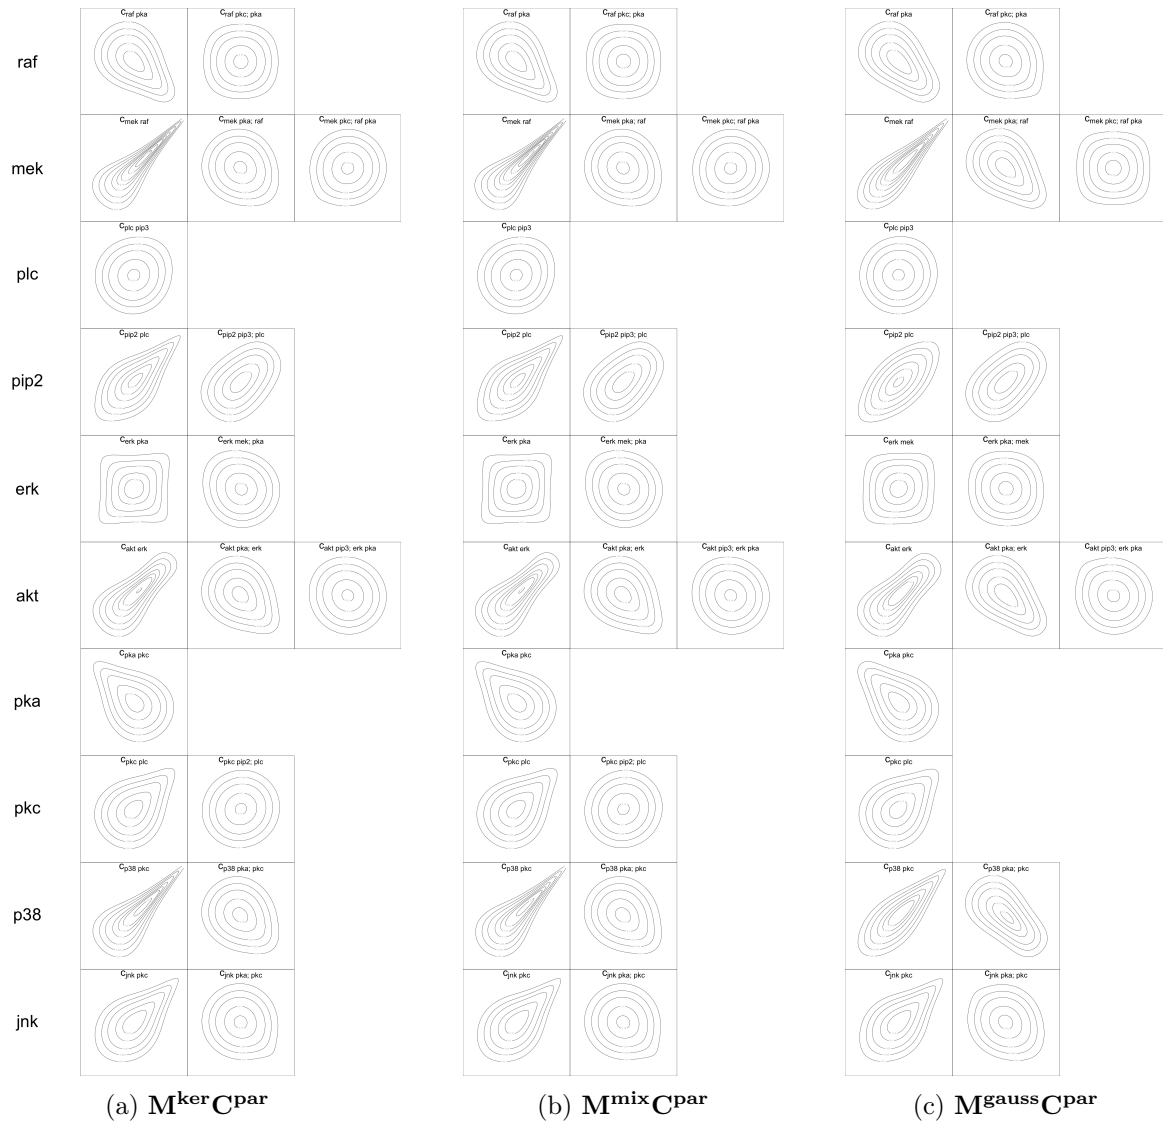 raf
C_raf pka C_raf pkc; pka C_raf pka C_raf pkc; pka C_raf pka C_raf pkc; pka
mek
C_mek raf C_mek pka; raf C_mek pkc; raf pka C_mek raf C_mek pka; raf C_mek pkc; raf pka C_mek raf C_mek pka; raf C_mek pkc; raf pka
plc
C_plc pip3 C_plc pip3 C_plc pip3
pip2
C_pip2 plc C_pip2 pip3; plc C_pip2 plc C_pip2 pip3; plc C_pip2 plc C_pip2 pip3; plc
erk
C_erk pka C_erk mek; pka C_erk pka C_erk mek; pka C_erk mek C_erk pka; mek
akt
C_akt erk C_akt pka; erk C_akt pip3; erk pka C_akt erk C_akt pka; erk C_akt pip3; erk pka C_akt erk C_akt pka; erk C_akt pip3; erk pka
pka
C_pka pkc C_pka pkc C_pka pkc
pkc
C_pkc plc C_pkc pip2; plc C_pkc plc C_pkc pip2; plc C_pkc plc
p38
C_p38 pkc C_p38 pka; pkc C_p38 pkc C_p38 pka; pkc C_p38 pkc C_p38 pka; pkc
jnk
C_jnk pkc C_jnk pka; pkc C_jnk pkc C_jnk pka; pkc C_jnk pkc C_jnk pka; pkc
(a) M^ker C^par (b) M^mix C^par (c) M^gauss C^par